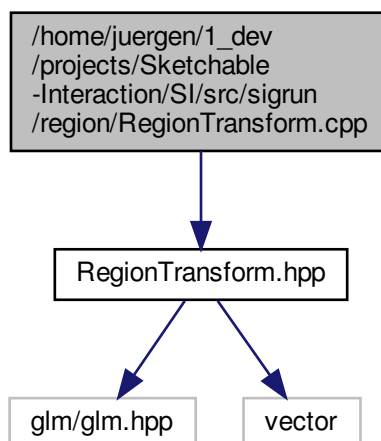 /home/juergen/1_dev
/projects/Sketchable
-Interaction/SI/src/sigrun
/region/RegionTransform.cpp
RegionTransform.hpp
glm/glm.hpp
vector